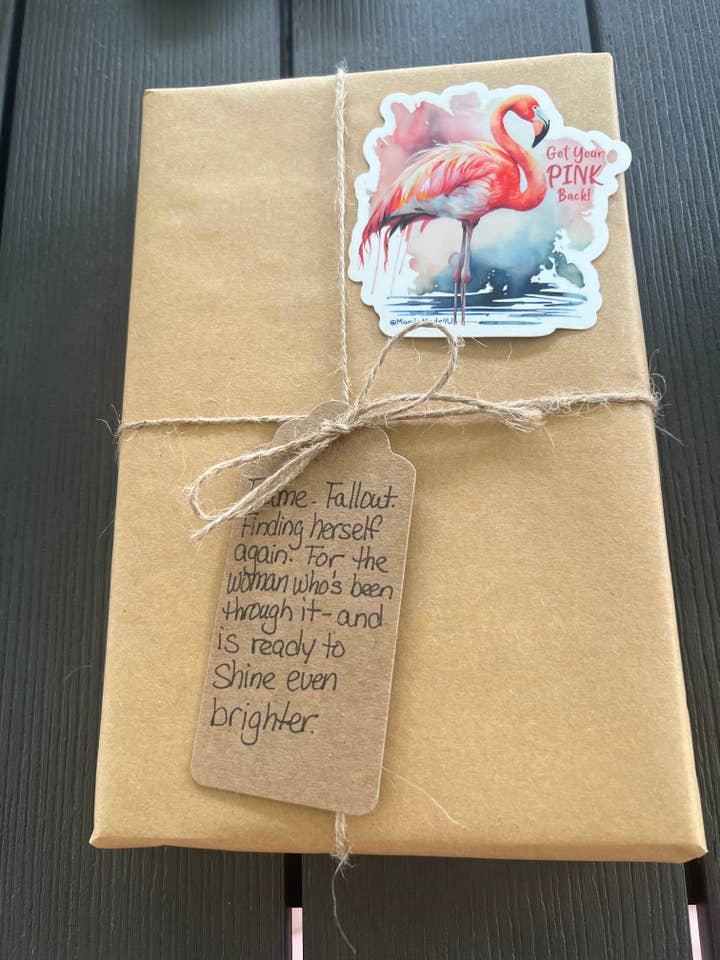 Get Your
PINK
Back!
Fame. Fallout.
Finding herself
again. For the
woman who's been
through it- and
is ready to
Shine even
brighter.